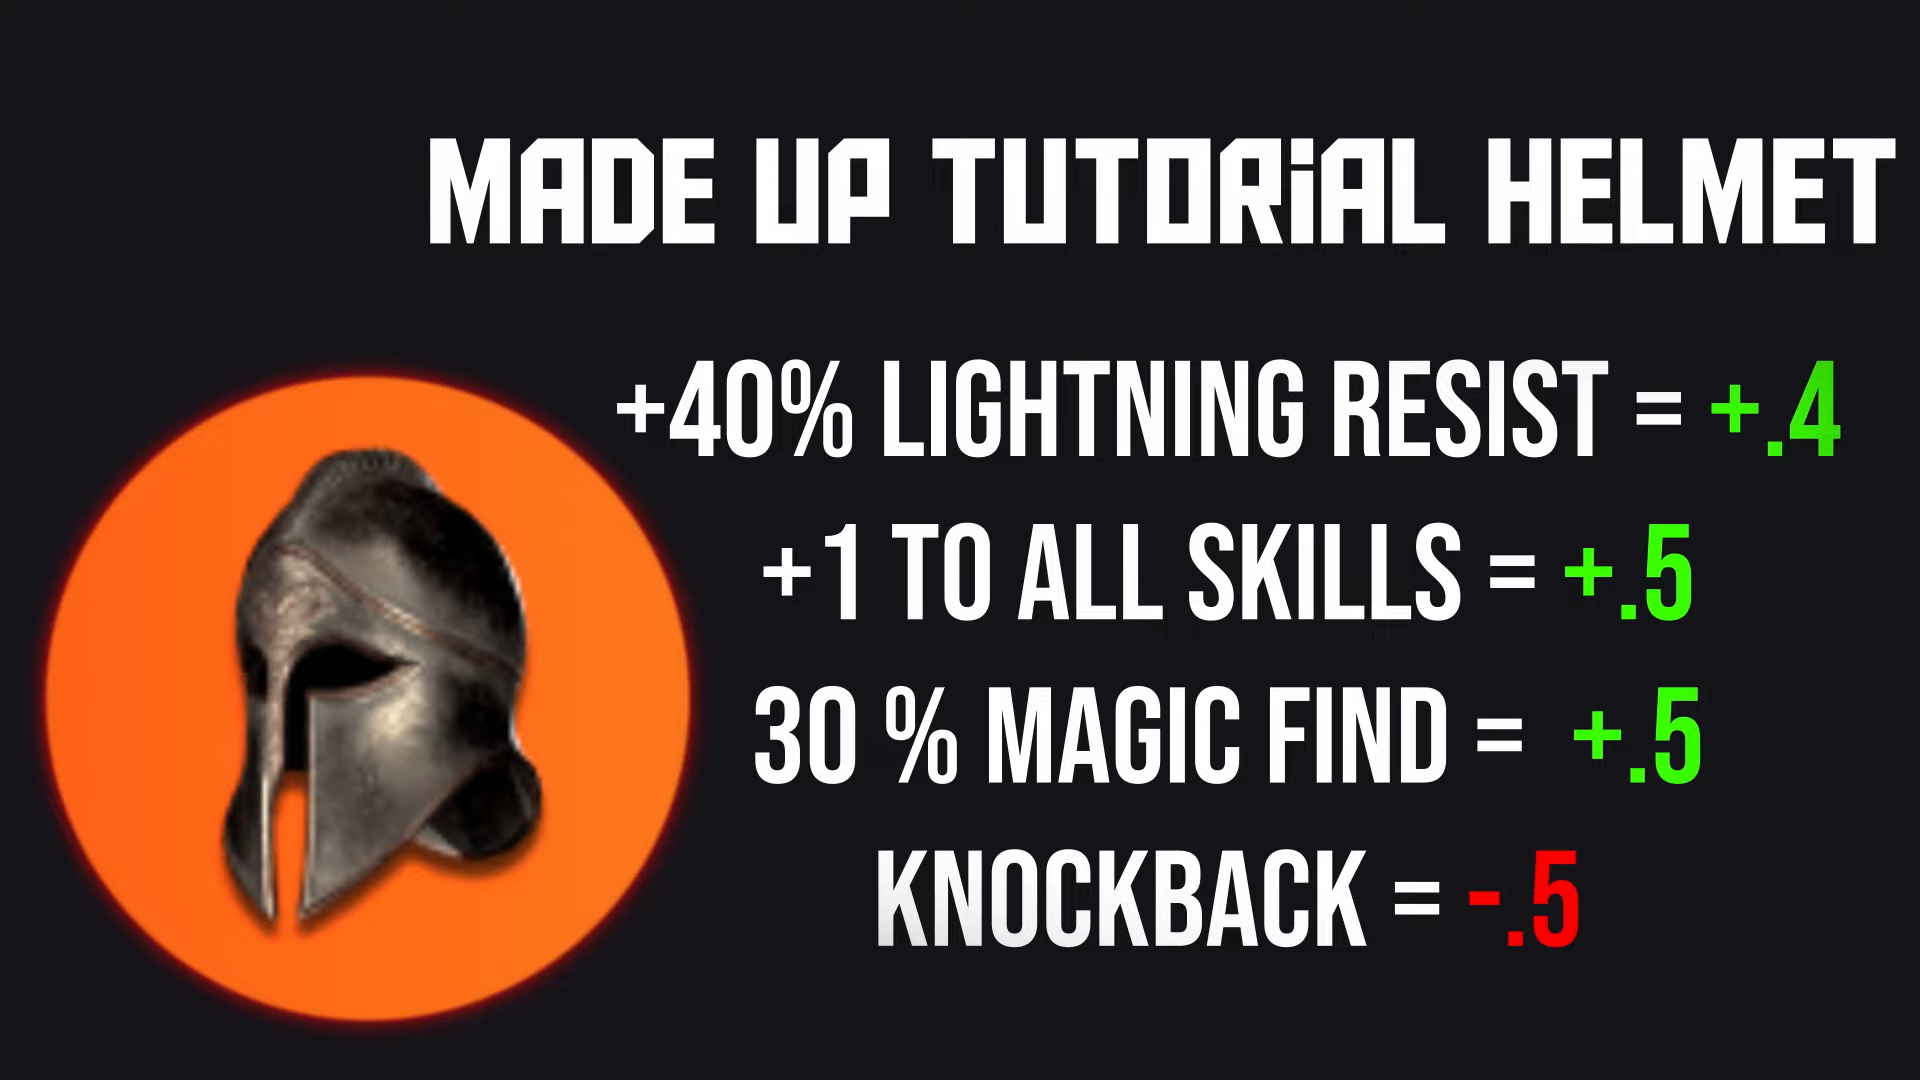 MADE UP TUTORiAL HELMET
+40% LIGHTNING RESIST = +.4
+1 TO ALL SKILLS = +.5
30 % MAGIC FIND = +.5
KNOCKBACK = -.5